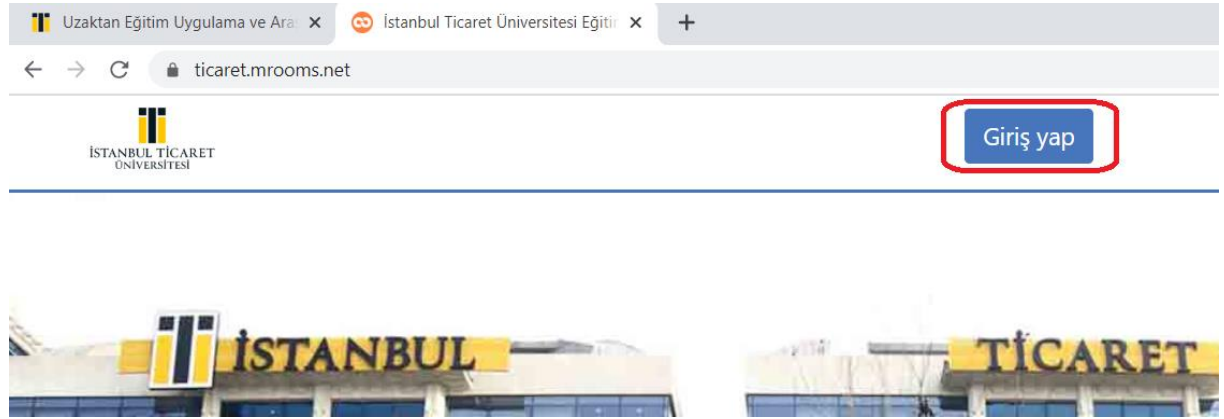 Uzaktan Eğitim Uygulama ve Ara
İstanbul Ticaret Üniversitesi Eğitir
ticaret.mrooms.net
İSTANBUL TİCARET
ÜNİVERSİTESİ
Giriş yap
İSTANBUL
TİCARET